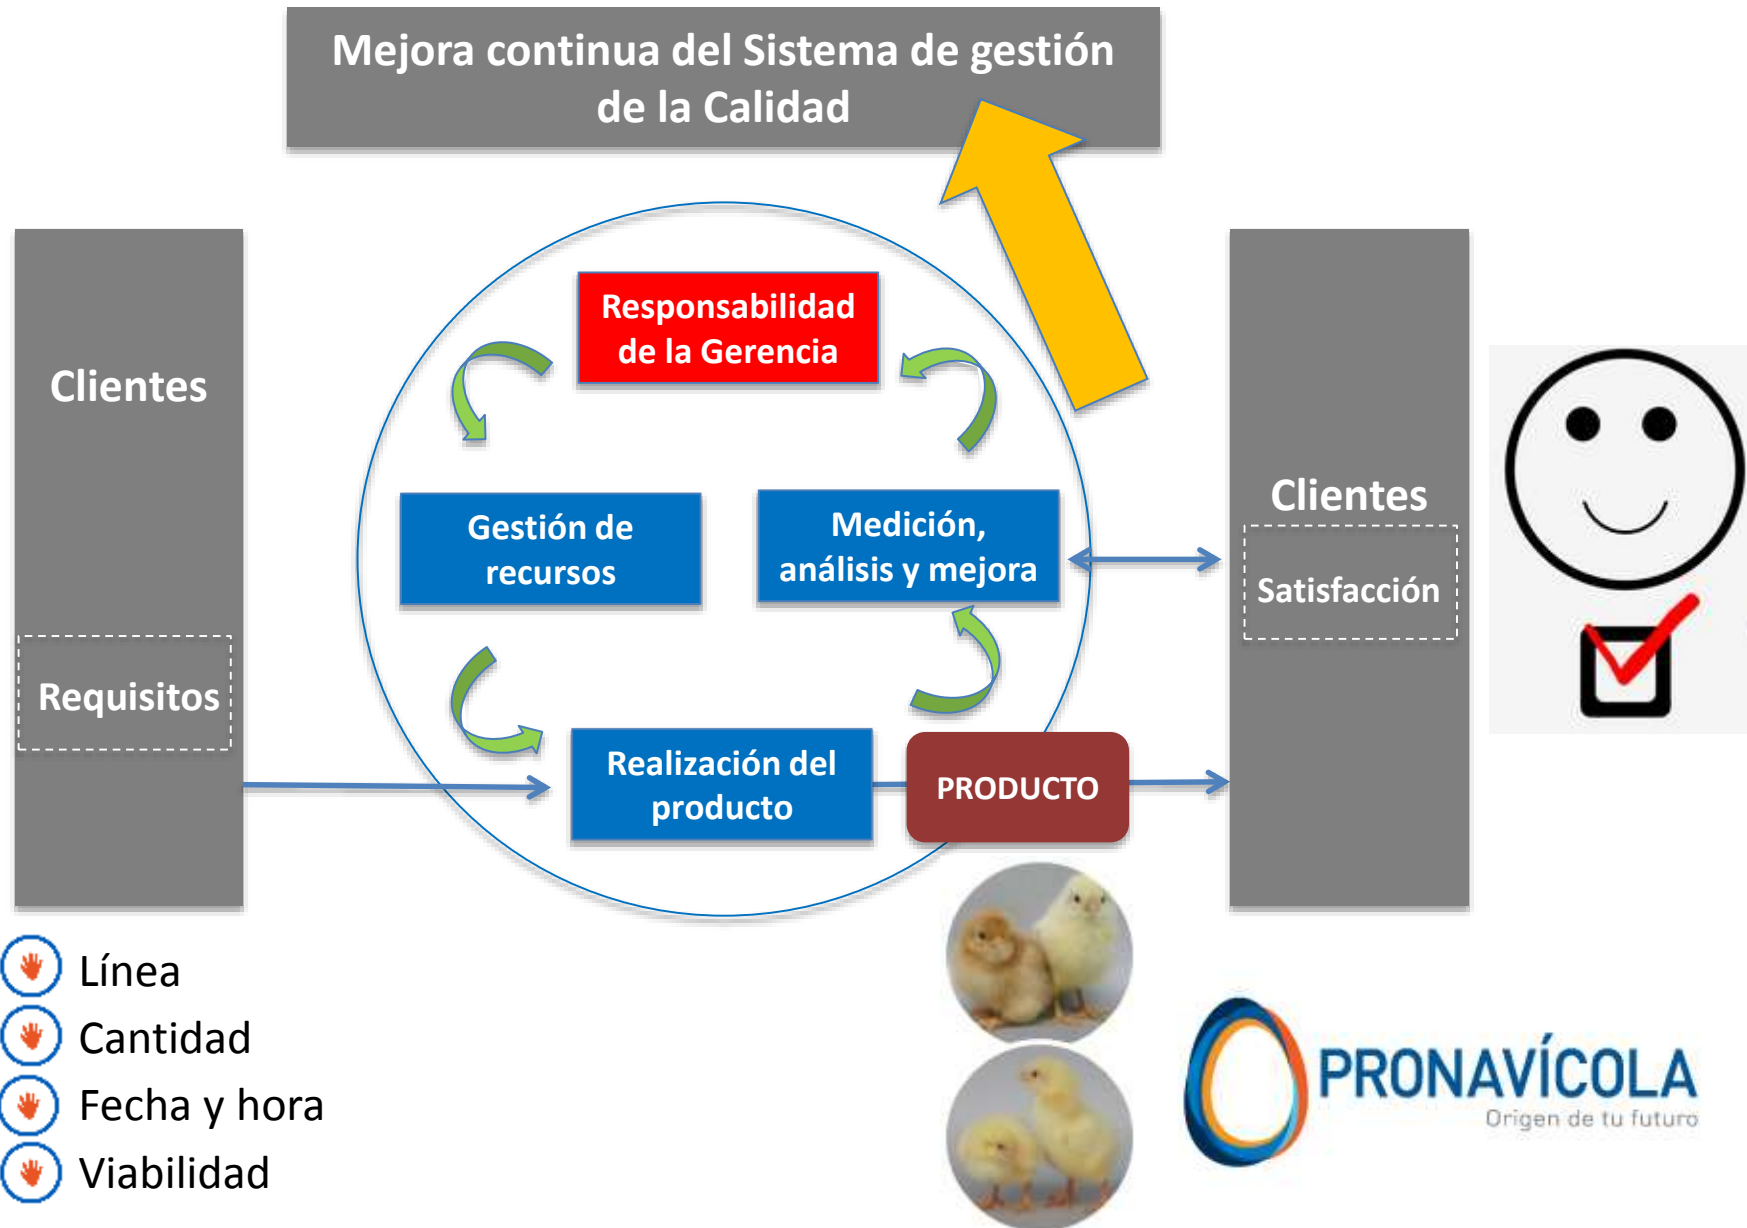 Mejora continua del Sistema de gestión
de la Calidad
Clientes
Requisitos
Responsabilidad
de la Gerencia
Gestión de
recursos
Medición,
análisis y mejora
Realización del
producto
PRODUCTO
Clientes
Satisfacción
Línea
Cantidad
Fecha y hora
Viabilidad
PRONAVÍCOLA
Origen de tu futuro